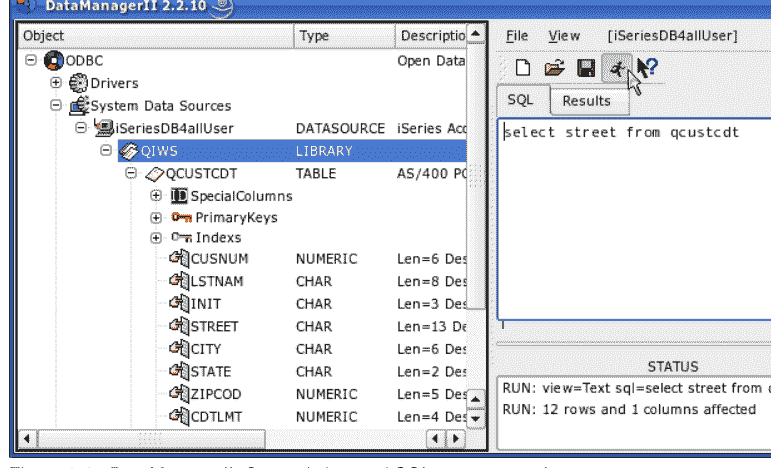 DataManagerII 2.2.10
Object Type Descriptio
ODBC Open Data
Drivers
System Data Sources
iSeriesDB4allUser DATASOURCE iSeries Acc
QIWS LIBRARY
QCUSTCDT TABLE AS/400 PO
SpecialColumns
PrimaryKeys
Indexs
CUSNUM NUMERIC Len=6 Des
LSTNAM CHAR Len=8 Des
INIT CHAR Len=3 Des
STREET CHAR Len=13 De
CITY CHAR Len=6 Des
STATE CHAR Len=2 Des
ZIPCOD NUMERIC Len=5 Des
CDTLMT NUMERIC Len=4 Des
File View [iSeriesDB4allUser]
SQL Results
select street from qcustcdt
STATUS
RUN: view=Text sql=select street from
RUN: 12 rows and 1 columns affected